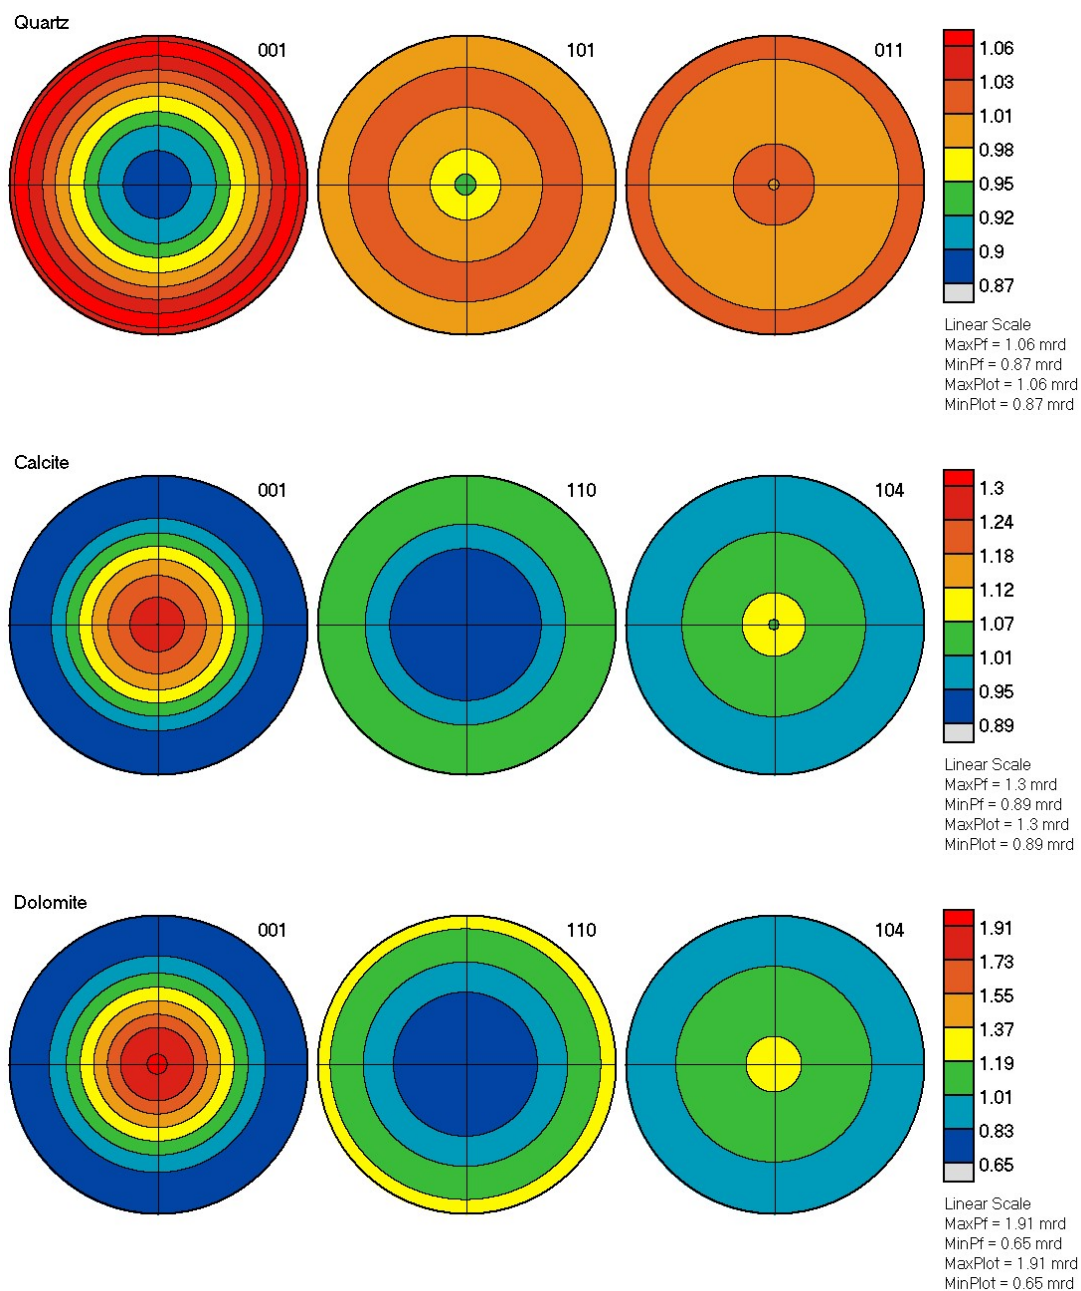 Quartz
001
101
011
1.06
1.03
1.01
0.98
0.95
0.92
0.9
0.87
Linear Scale
MaxPf = 1.06 mrd
MinPf = 0.87 mrd
MaxPlot = 1.06 mrd
MinPlot = 0.87 mrd
Calcite
001
110
104
1.3
1.24
1.18
1.12
1.07
1.01
0.95
0.89
Linear Scale
MaxPf = 1.3 mrd
MinPf = 0.89 mrd
MaxPlot = 1.3 mrd
MinPlot = 0.89 mrd
Dolomite
001
110
104
1.91
1.73
1.55
1.37
1.19
1.01
0.83
0.65
Linear Scale
MaxPf = 1.91 mrd
MinPf = 0.65 mrd
MaxPlot = 1.91 mrd
MinPlot = 0.65 mrd